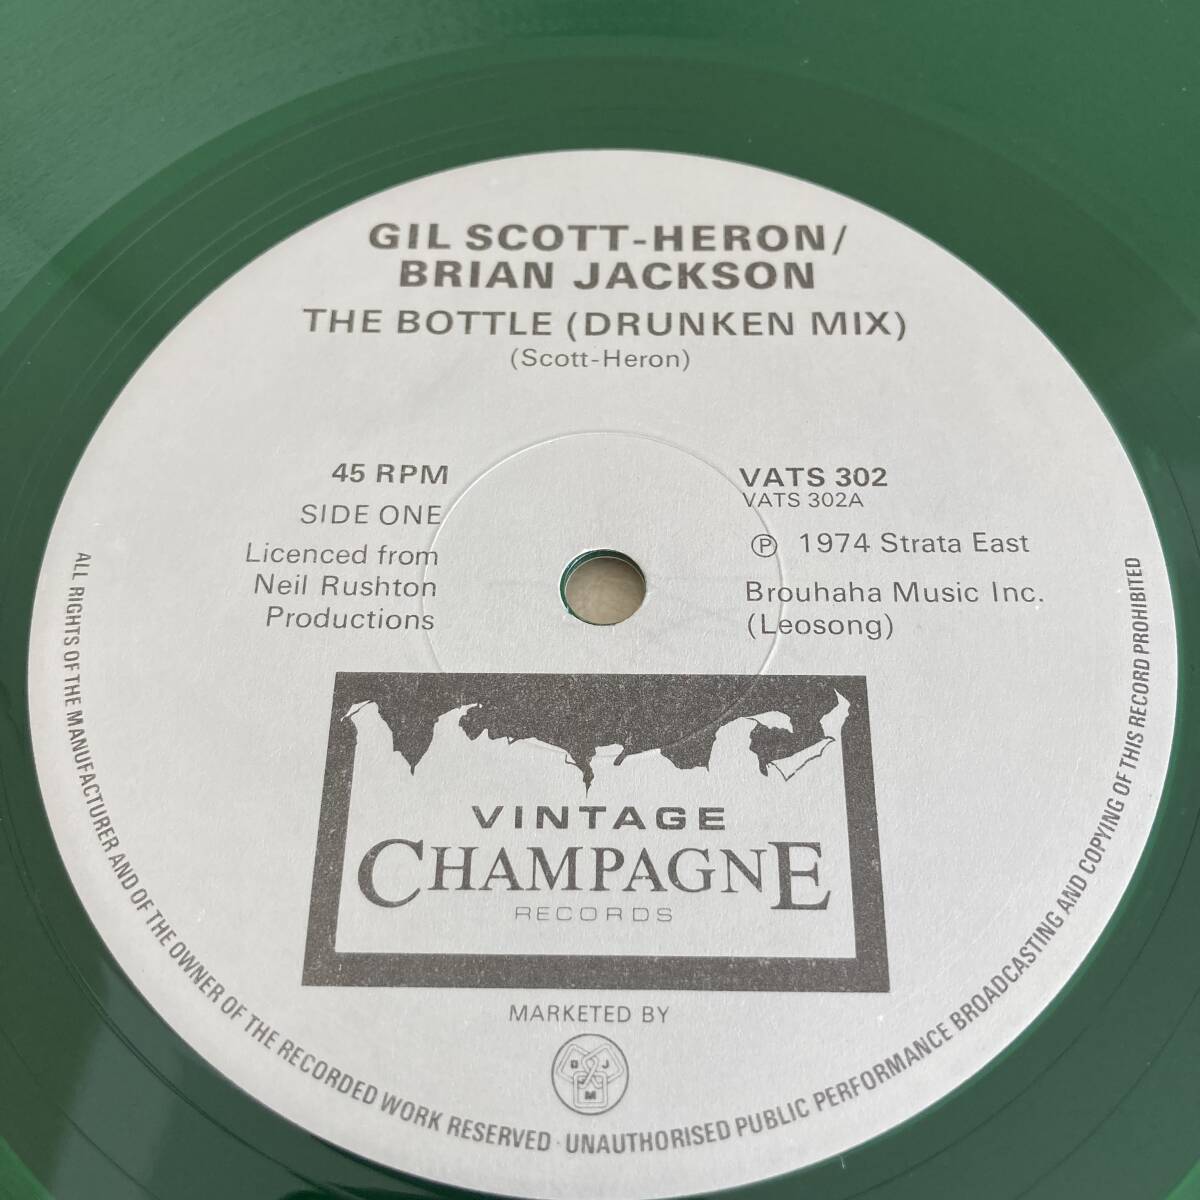 GIL SCOTT-HERON/
BRIAN JACKSON
THE BOTTLE (DRUNKEN MIX)
(Scott-Heron)
45 RPM
SIDE ONE
Licenced from
Neil Rushton
Productions
VATS 302
VATS 302A
Ⓟ 1974 Strata East
Brouhaha Music Inc.
(Leosong)
VINTAGE
CHAMPAGNE
RECORDS
MARKETED BY
D J
M
ALL RIGHTS OF THE MANUFACTURER AND OF THE OWNER OF THE RECORDED WORK RESERVED · UNAUTHORISED PUBLIC PERFORMANCE BROADCASTING AND COPYING OF THIS RECORD PROHIBITED